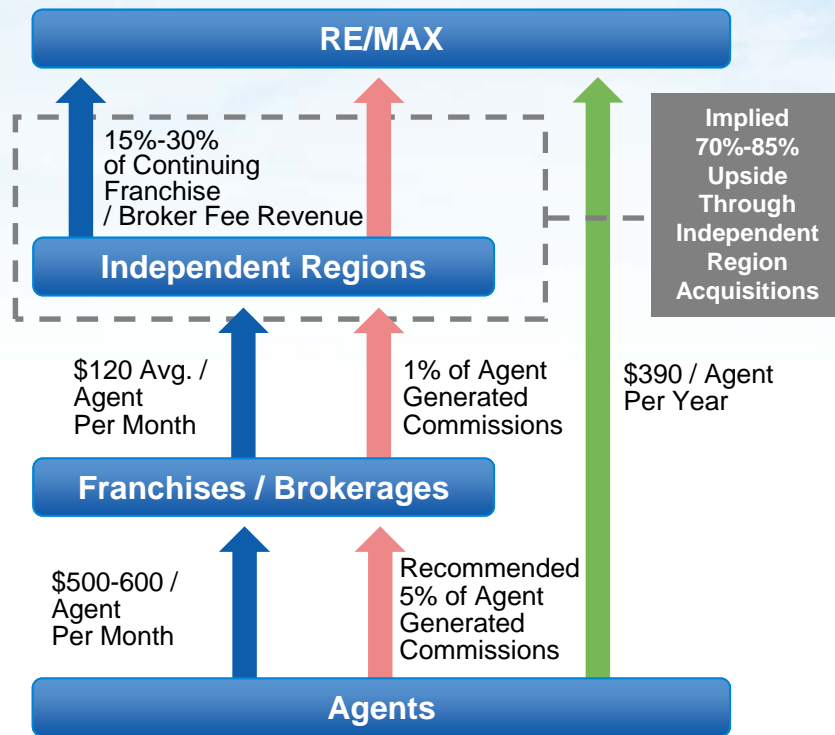 RE/MAX
15%-30%
of Continuing
Franchise
/ Broker Fee Revenue
Implied
70%-85%
Upside
Through
Independent
Region
Acquisitions
Independent Regions
$120 Avg. /
Agent
Per Month
1% of Agent
Generated
Commissions
$390 / Agent
Per Year
Franchises / Brokerages
$500-600 /
Agent
Per Month
Recommended
5% of Agent
Generated
Commissions
Agents